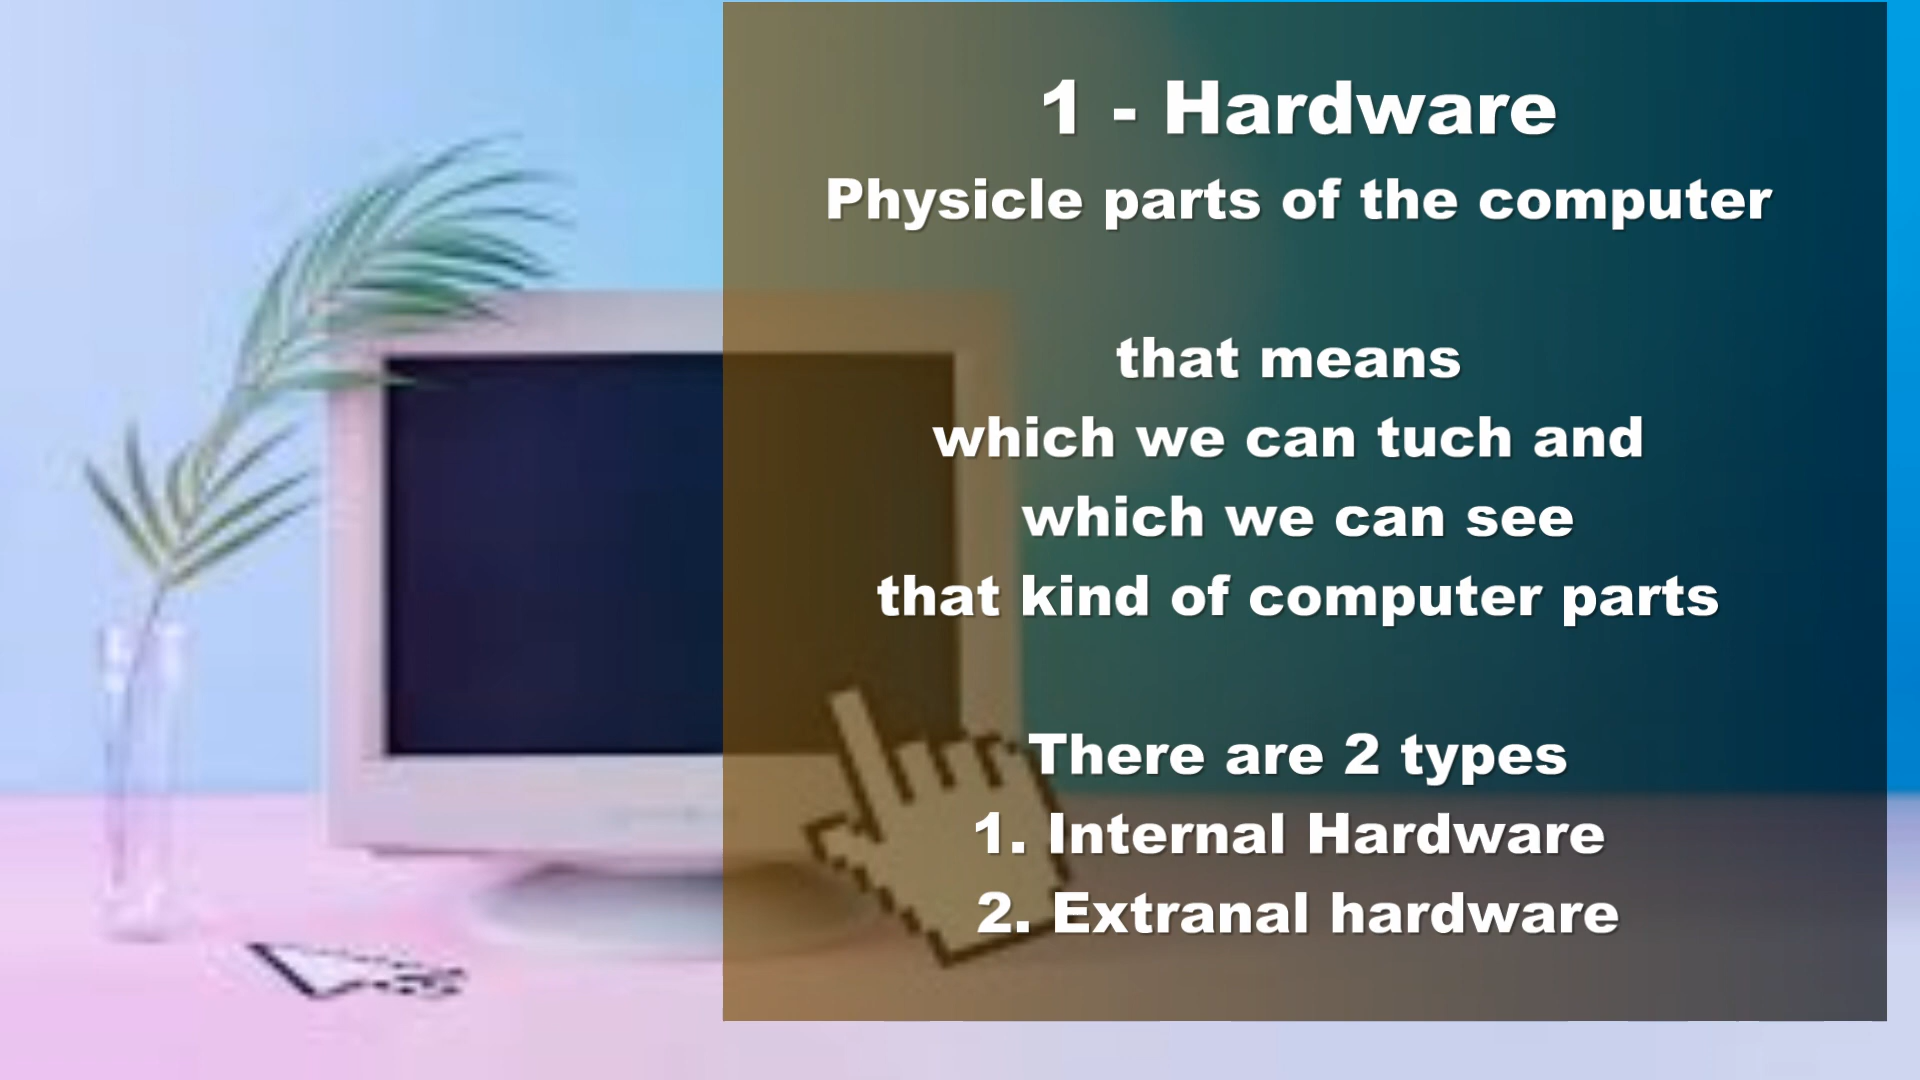 1 - Hardware
Physicle parts of the computer
that means
which we can tuch and
which we can see
that kind of computer parts
There are 2 types
1. Internal Hardware
2. Extranal hardware